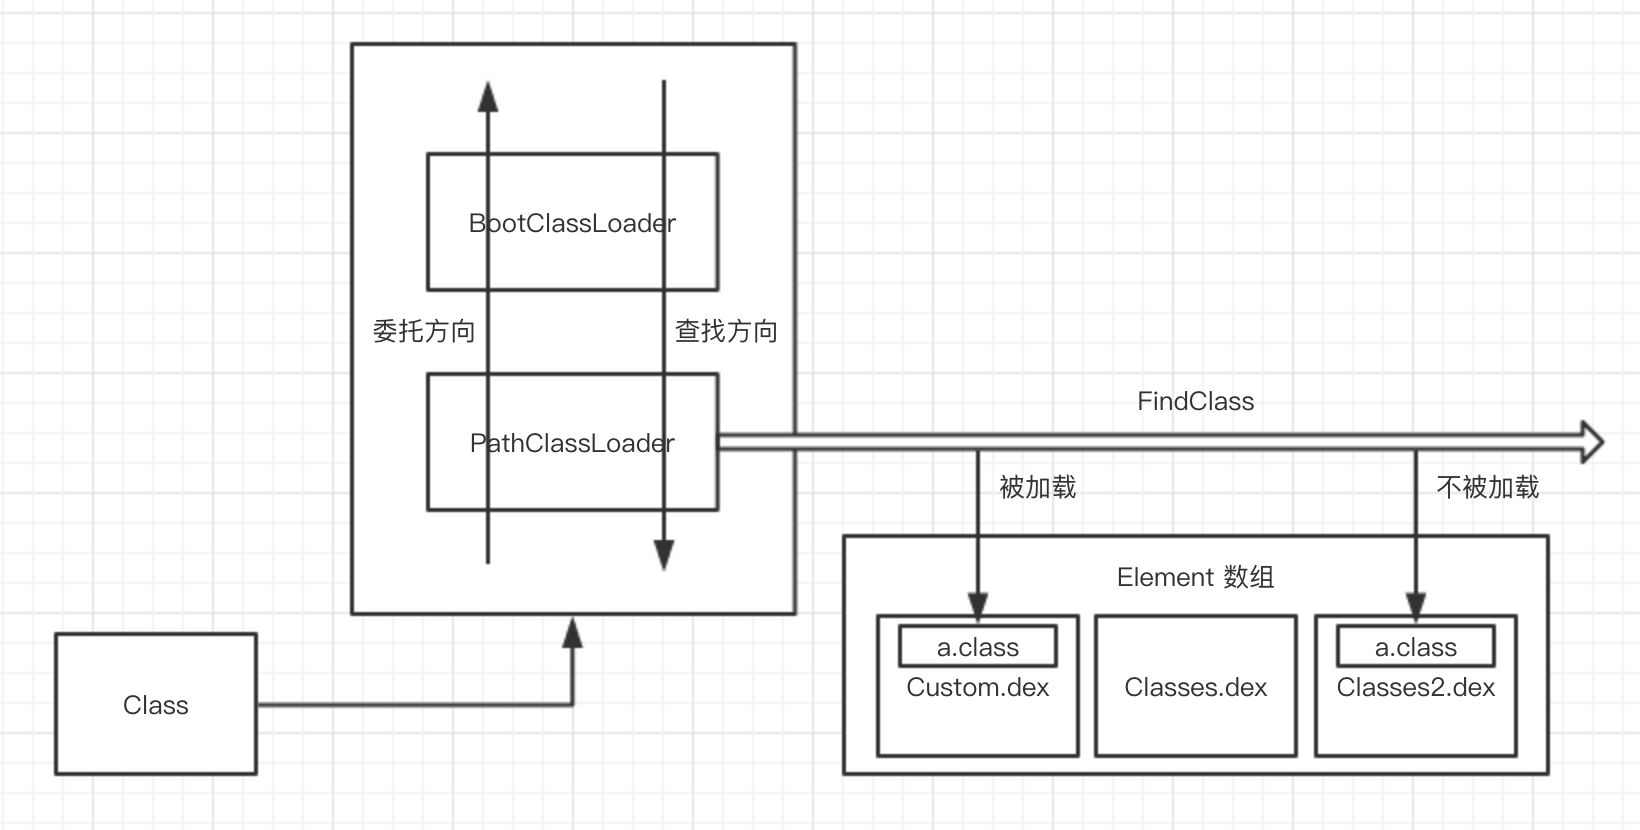 BootClassLoader
委托方向
查找方向
PathClassLoader
FindClass
被加载
不被加载
Element 数组
a.class
Custom.dex
Classes.dex
a.class
Classes2.dex
Class